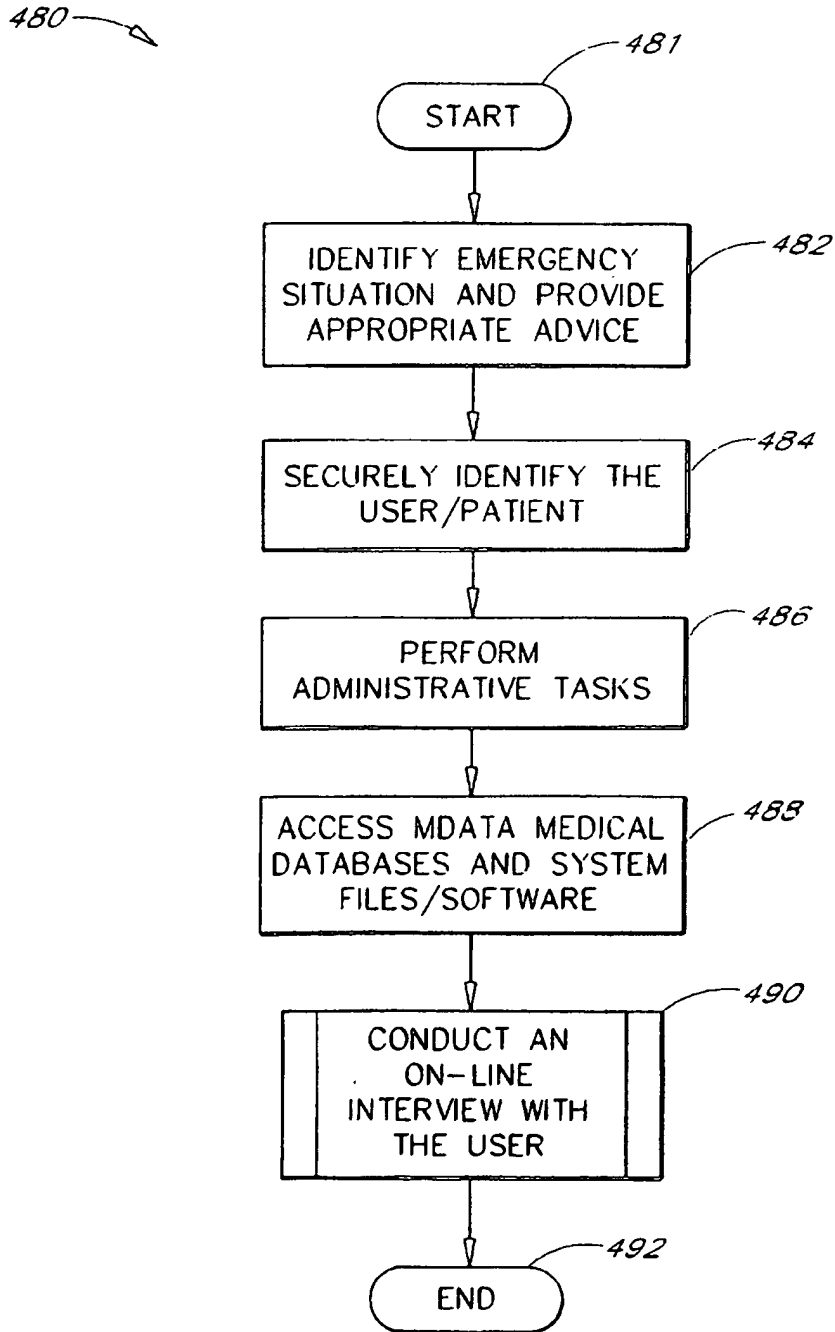 480
481
START
482
IDENTIFY EMERGENCY
SITUATION AND PROVIDE
APPROPRIATE ADVICE
484
SECURELY IDENTIFY THE
USER/PATIENT
486
PERFORM
ADMINISTRATIVE TASKS
488
ACCESS MDATA MEDICAL
DATABASES AND SYSTEM
FILES/SOFTWARE
490
CONDUCT AN
ON-LINE
INTERVIEW WITH
THE USER
492
END